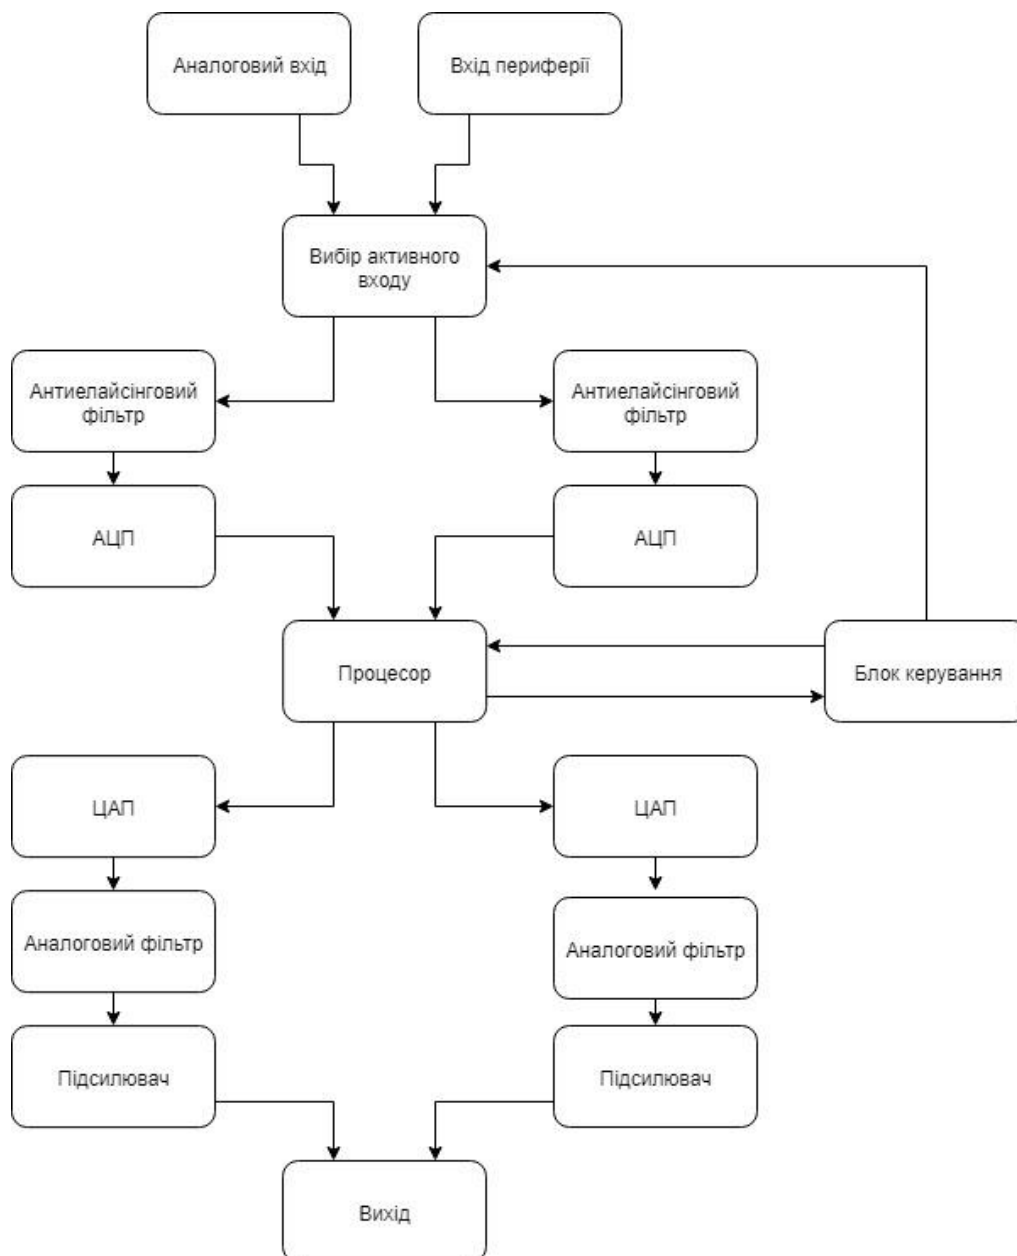 Аналоговий вхід
Вхід периферії
Вибір активного
входу
Антиелайсінговий
фільтр
Антиелайсінговий
фільтр
АЦП
АЦП
Процесор
Блок керування
ЦАП
ЦАП
Аналоговий фільтр
Аналоговий фільтр
Підсилювач
Підсилювач
Вихід